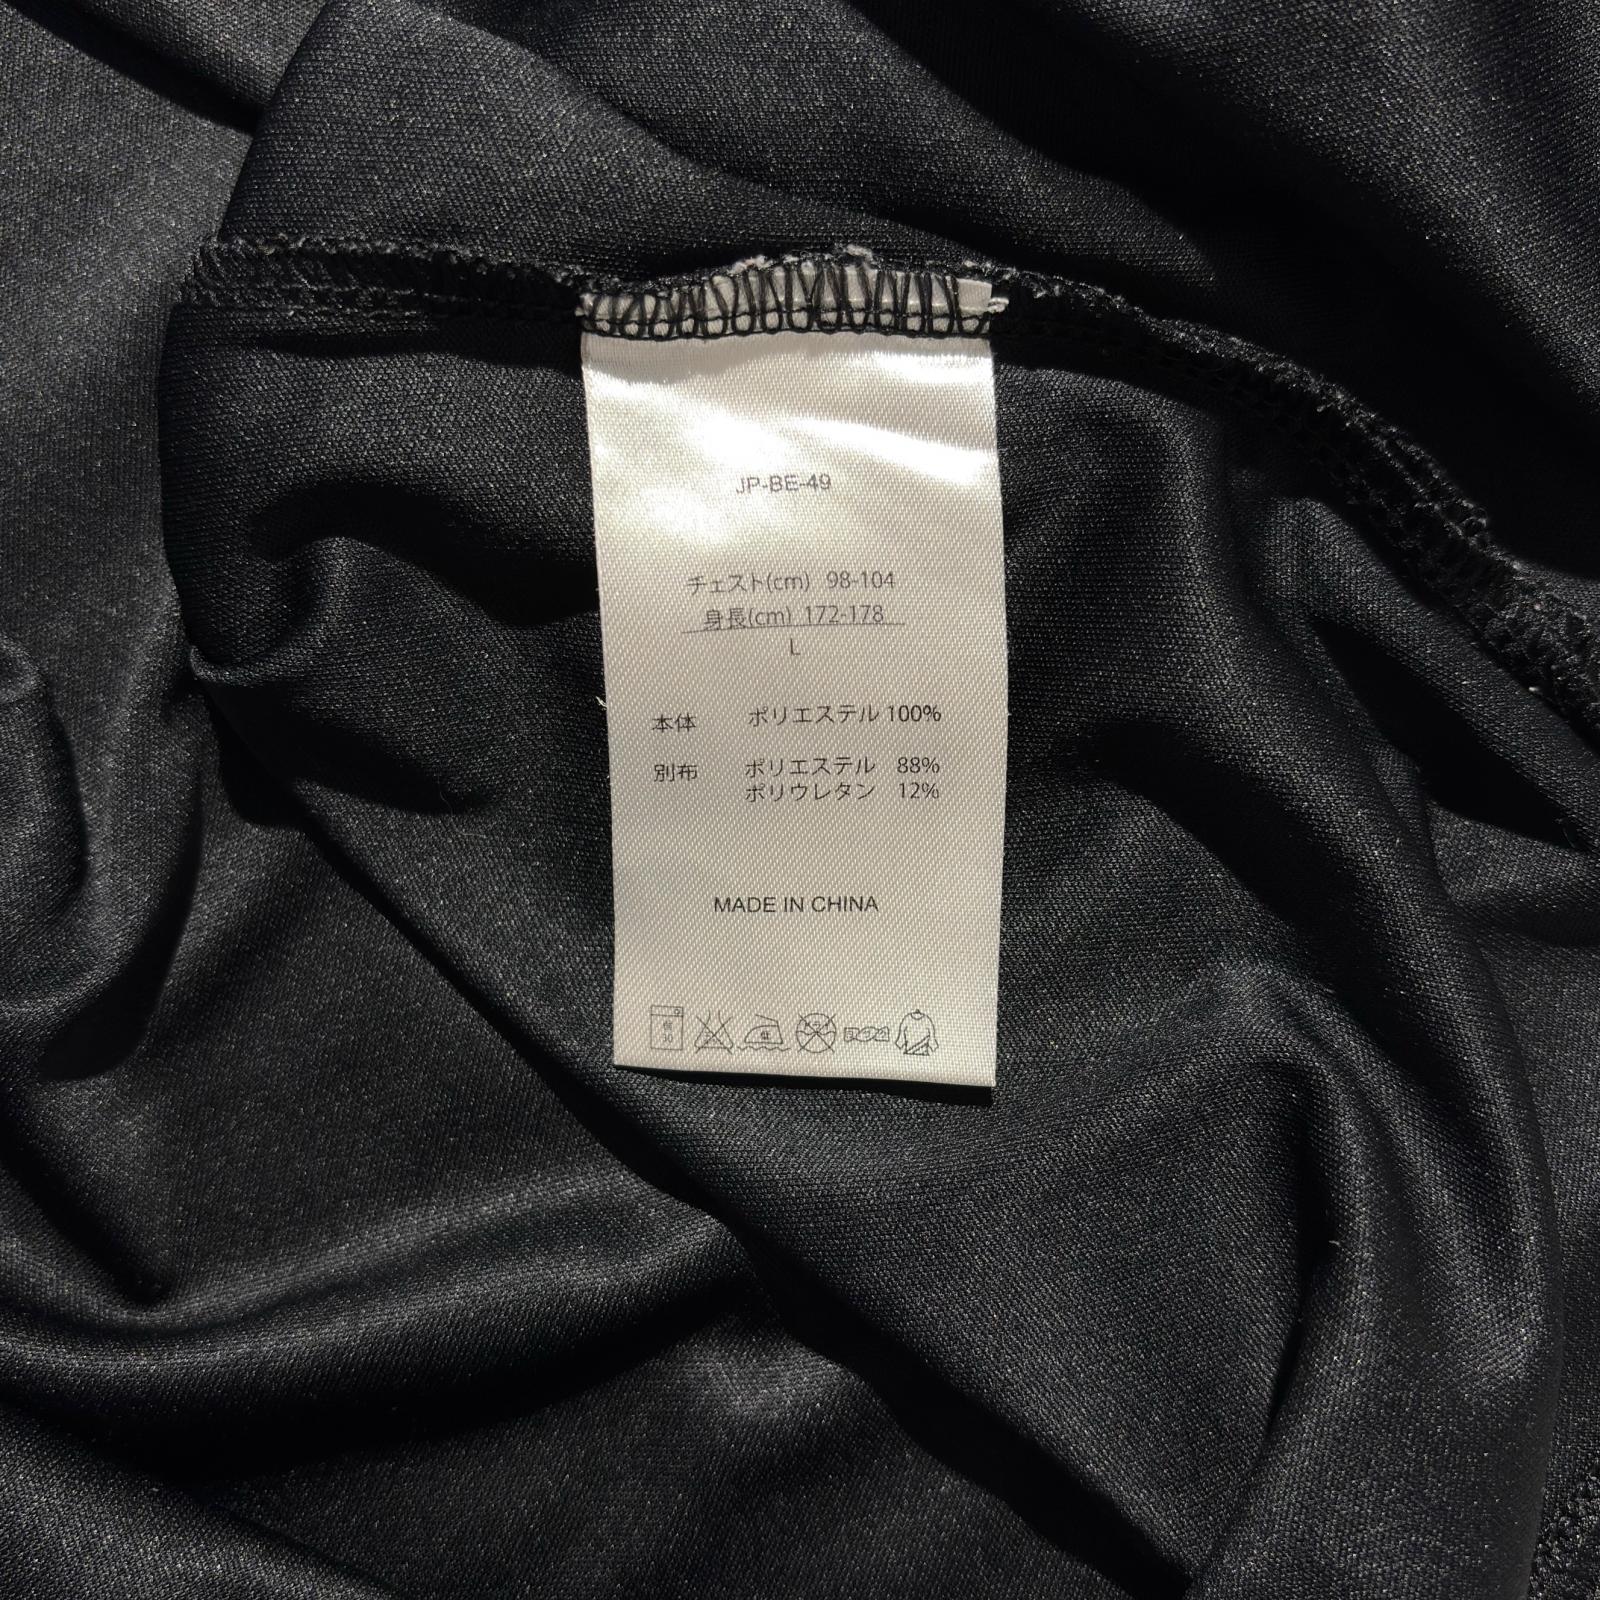 JP-BE-49
チェスト(cm) 98-104
身長(cm) 172-178
L
本体 ポリエステル 100%
別布 ポリエステル 88%
ポリウレタン 12%
MADE IN CHINA